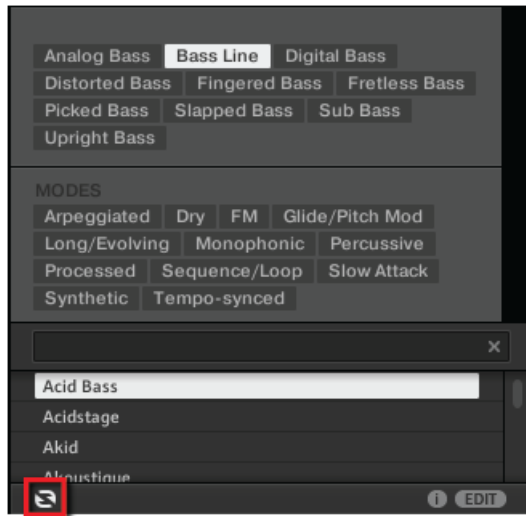 Analog Bass Bass Line Digital Bass
Distorted Bass Fingered Bass Fretless Bass
Picked Bass Slapped Bass Sub Bass
Upright Bass
MODES
Arpeggiated Dry FM Glide/Pitch Mod
Long/Evolving Monophonic Percussive
Processed Sequence/Loop Slow Attack
Synthetic Tempo-synced
×
Acid Bass
Acidstage
Akid
Akoustique
i EDIT